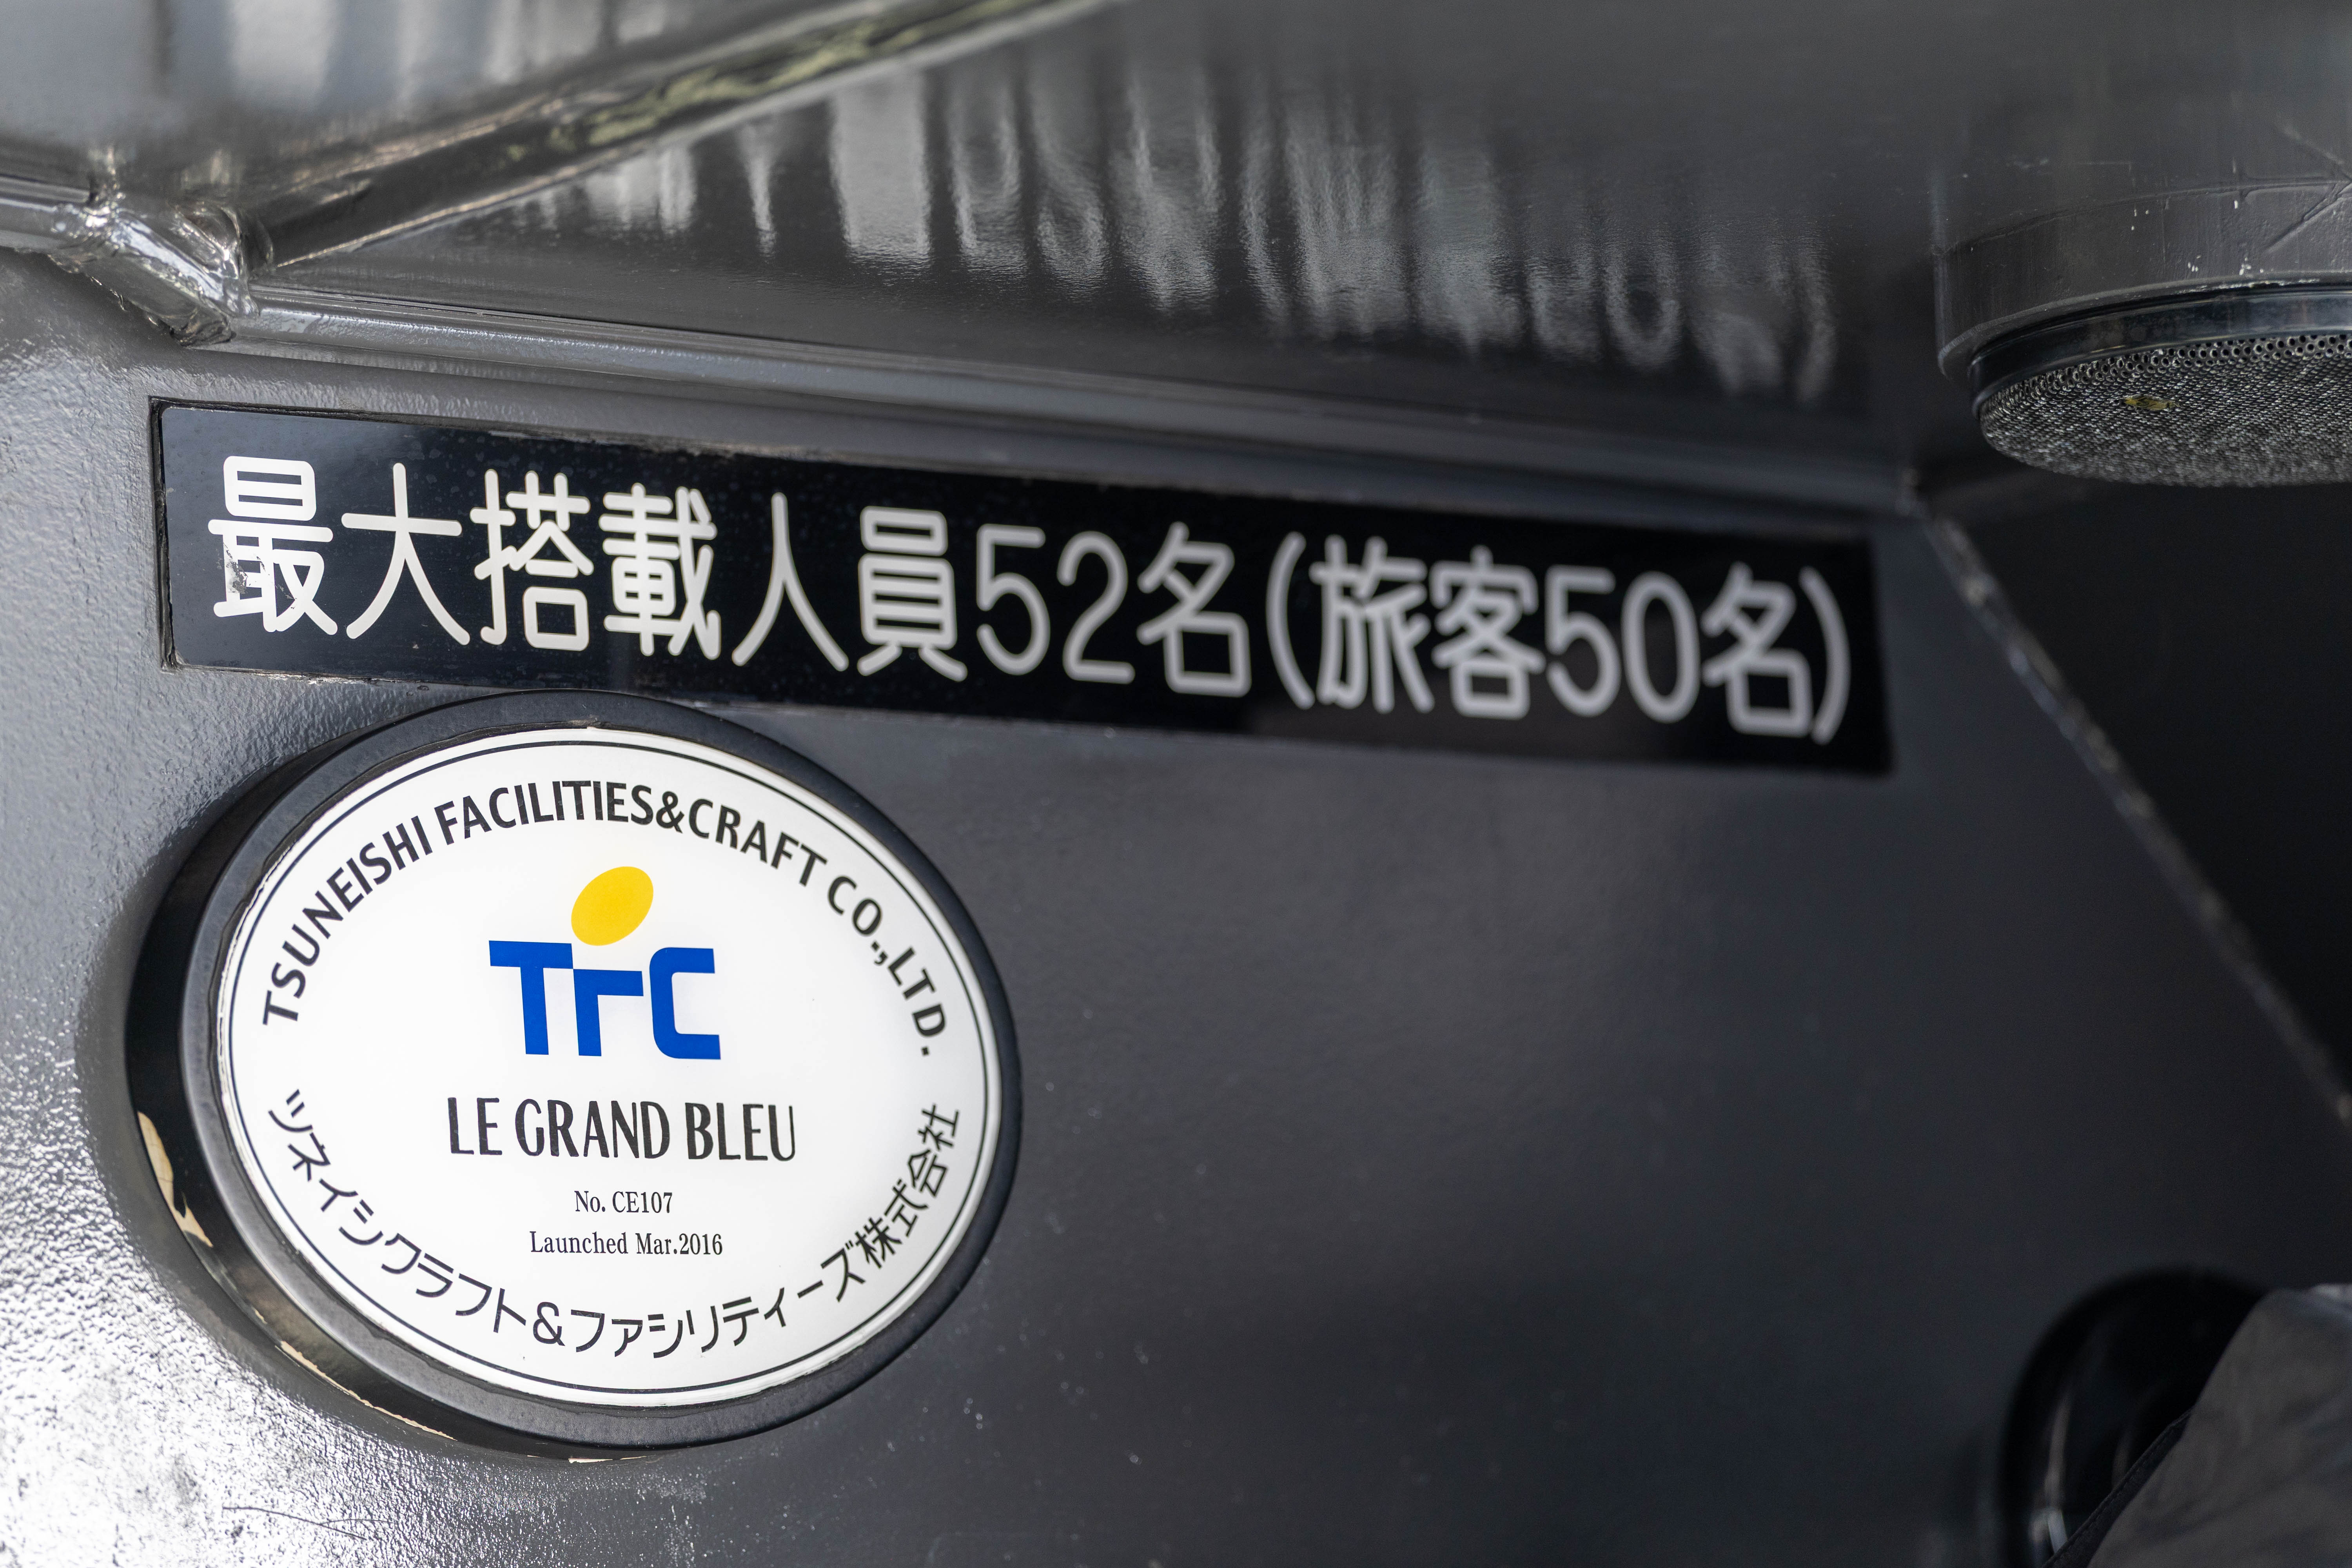 最大搭載人員52名(旅客50名)
TSUNEISHI FACILITIES&CRAFT CO.,LTD.
TFC
LE GRAND BLEU
No. CE107
Launched Mar.2016
ツネイシクラフト&ファシリティーズ株式会社